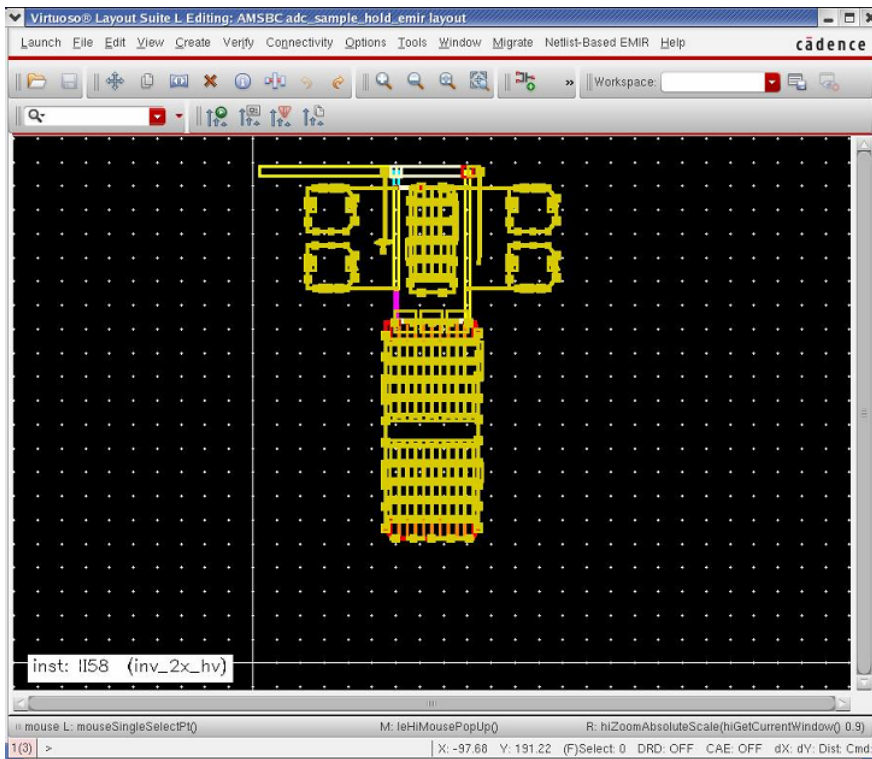 Virtuoso® Layout Suite L Editing: AMSBC adc_sample_hold_emir layout
Launch File Edit View Create Verify Connectivity Options Tools Window Migrate Netlist-Based EMIR Help cādence
» Workspace:
inst: II58 (inv_2x_hv)
mouse L: mouseSingleSelectPt() M: leHiMousePopUp() R: hiZoomAbsoluteScale(hiGetCurrentWindow() 0.9)
1(3) > X: -97.68 Y: 191.22 (F)Select: 0 DRD: OFF CAE: OFF dX: dY: Dist: Cmd: